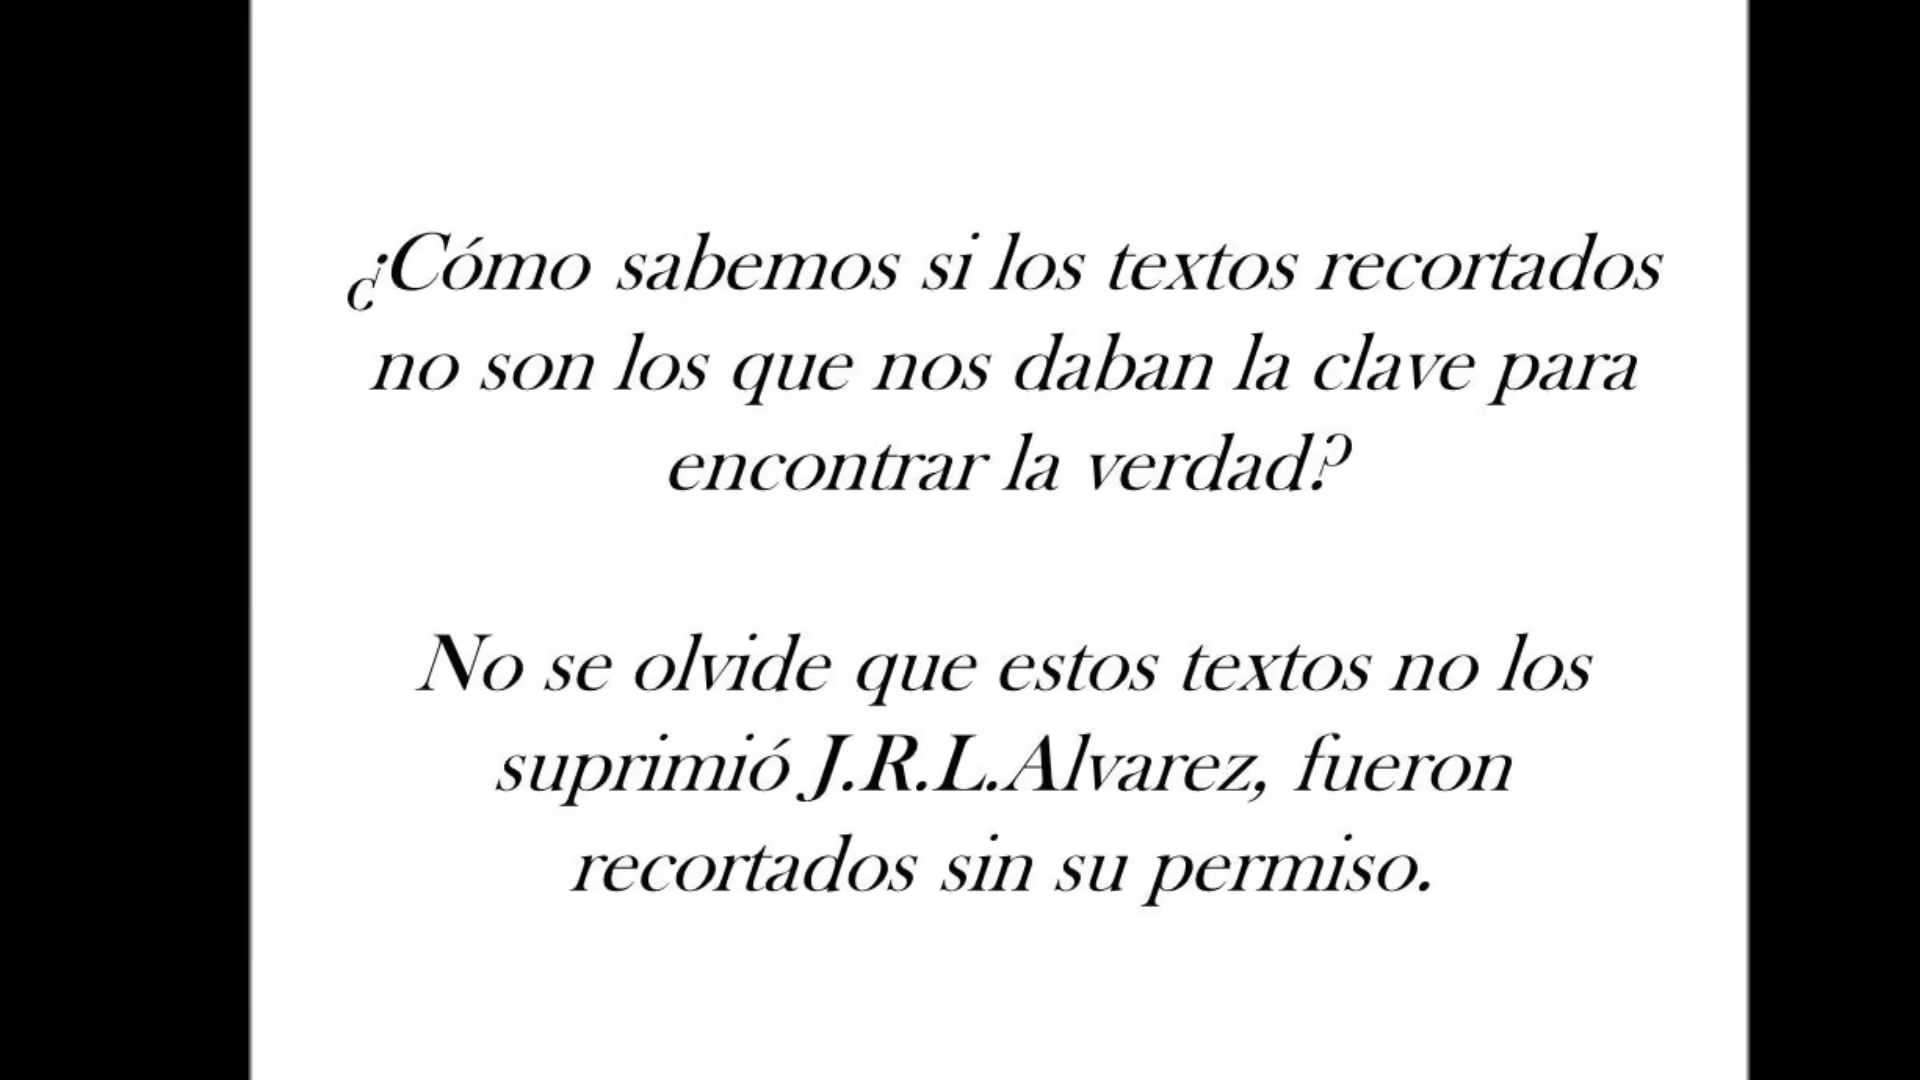 ¿Cómo sabemos si los textos recortados
no son los que nos daban la clave para
encontrar la verdad?
No se olvide que estos textos no los
suprimió J.R.L.Alvarez, fueron
recortados sin su permiso.